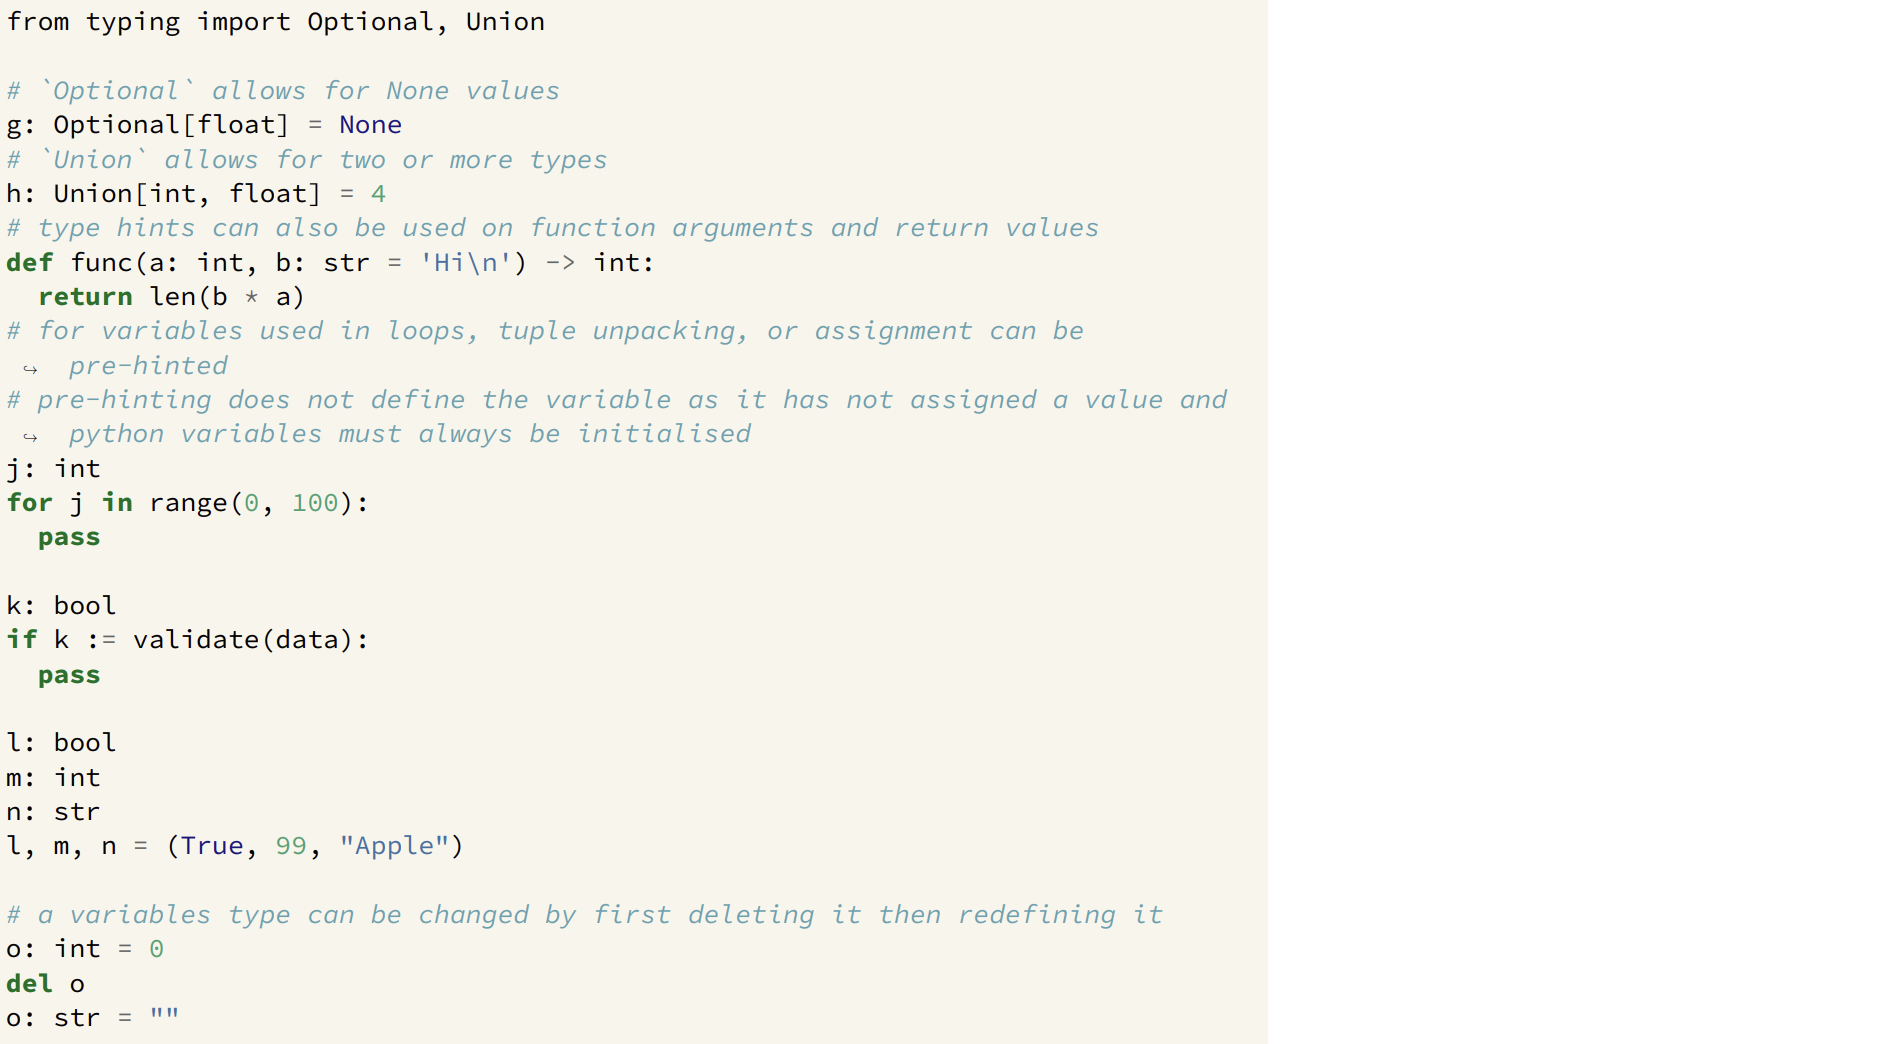 from typing import Optional, Union
# `Optional` allows for None values
g: Optional[float] = None
# `Union` allows for two or more types
h: Union[int, float] = 4
# type hints can also be used on function arguments and return values
def func(a: int, b: str = 'Hi\n') -> int:
  return len(b * a)
# for variables used in loops, tuple unpacking, or assignment can be
↪ pre-hinted
# pre-hinting does not define the variable as it has not assigned a value and
↪ python variables must always be initialised
j: int
for j in range(0, 100):
  pass
k: bool
if k := validate(data):
  pass
l: bool
m: int
n: str
l, m, n = (True, 99, "Apple")
# a variables type can be changed by first deleting it then redefining it
o: int = 0
del o
o: str = ""